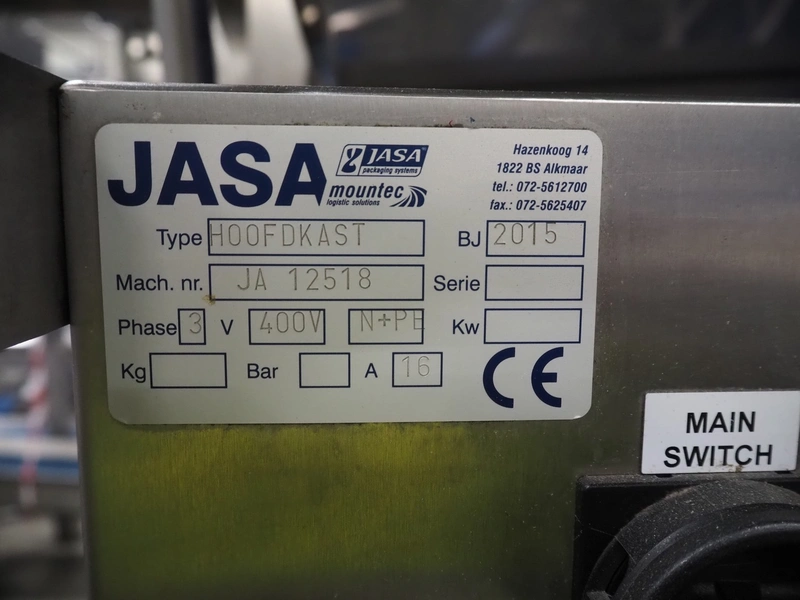 JASA
JASA
packaging systems
mountec
logistic solutions
Hazenkoog 14
1822 BS Alkmaar
tel.: 072-5612700
fax.: 072-5625407
Type HOOFDKAST BJ 2015
Mach. nr. JA 12518 Serie
Phase 3 V 400V N+PE Kw
Kg Bar A 16
CE
MAIN
SWITCH